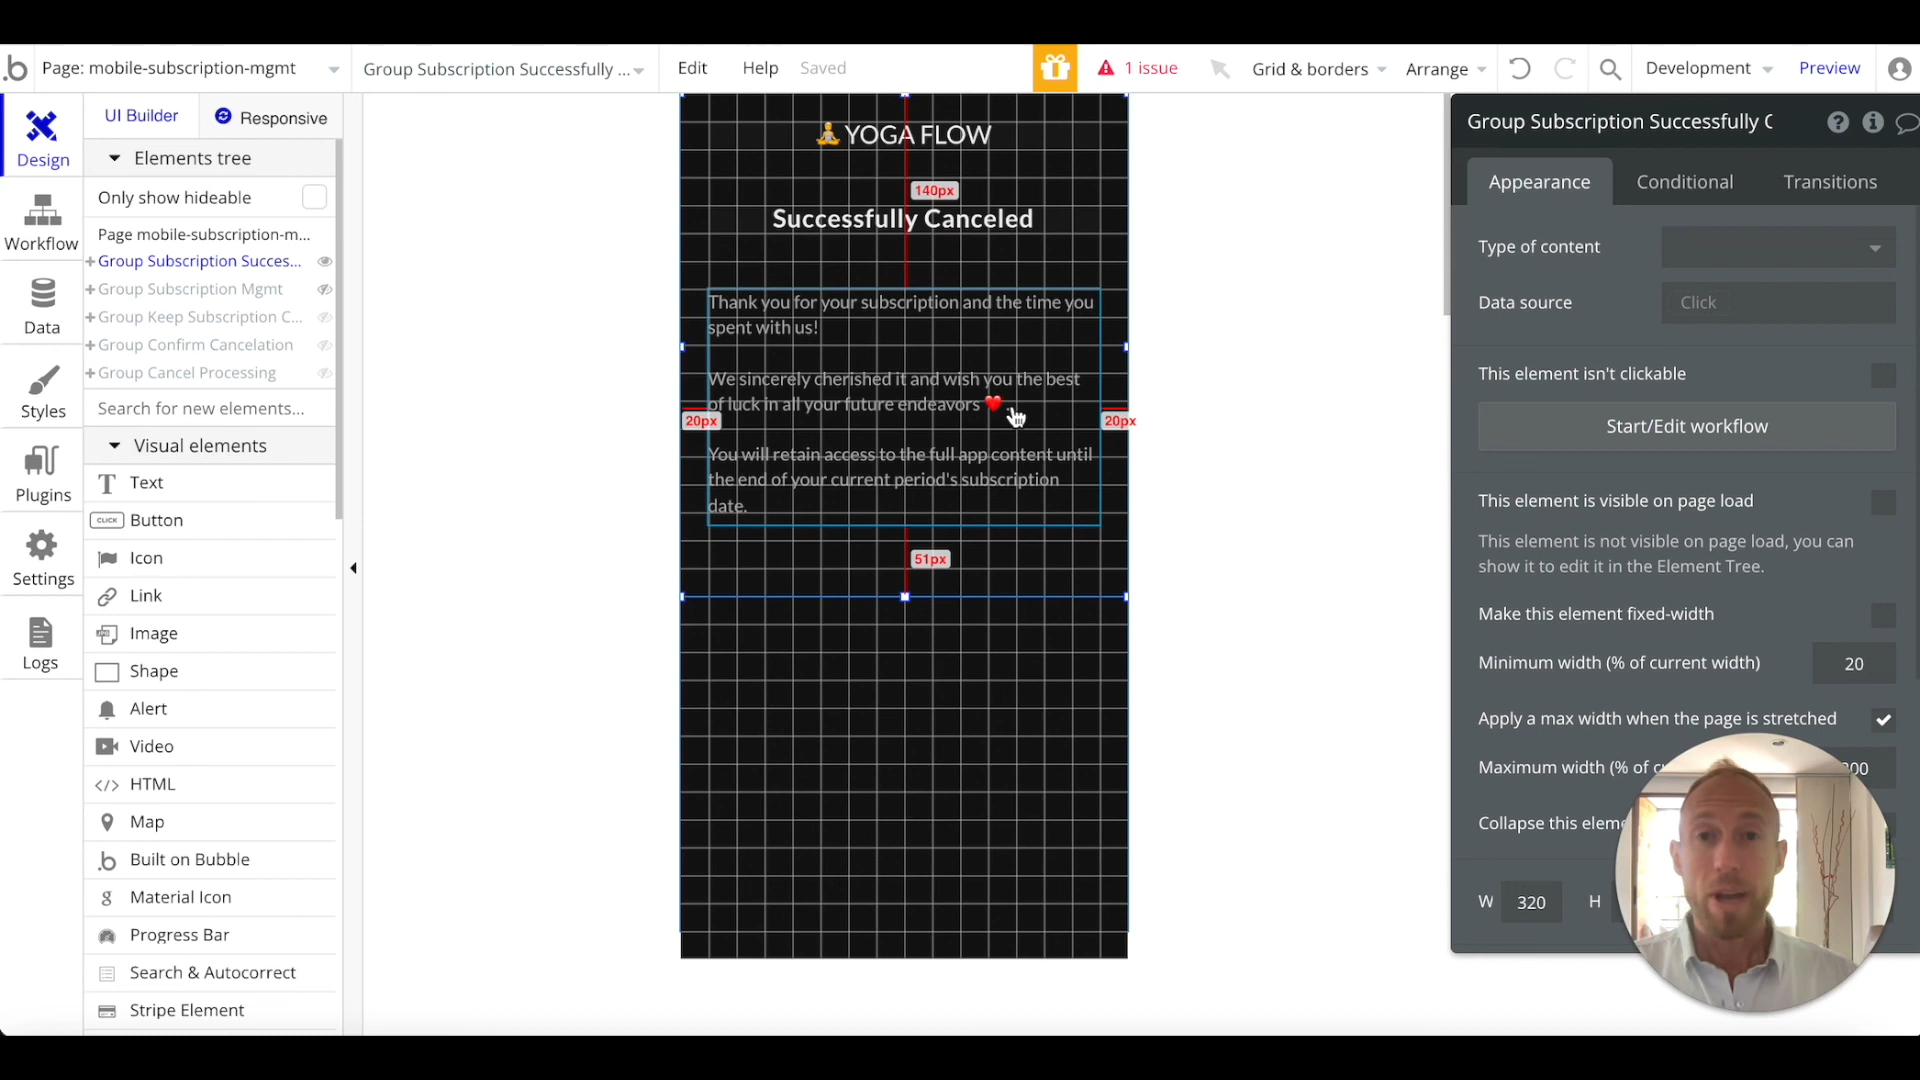 Page: mobile-subscription-mgmt
Group Subscription Successfully ...
Edit
Help
Saved
1 issue
Grid & borders
Arrange
Development
Preview
Design
Workflow
Data
Styles
Plugins
Settings
Logs
UI Builder
Responsive
Elements tree
Only show hideable
Page mobile-subscription-m...
Group Subscription Succes...
Group Subscription Mgmt
Group Keep Subscription C...
Group Confirm Cancelation
Group Cancel Processing
Search for new elements...
Visual elements
Text
CLICK Button
Icon
Link
Image
Shape
Alert
Video
HTML
Map
Built on Bubble
Material Icon
Progress Bar
Search & Autocorrect
Stripe Element
🧘 YOGA FLOW
140px
Successfully Canceled
Thank you for your subscription and the time you
spent with us!
We sincerely cherished it and wish you the best
of luck in all your future endeavors ❤️
20px
20px
You will retain access to the full app content until
the end of your current period's subscription
date.
51px
Group Subscription Successfully C
Appearance
Conditional
Transitions
Type of content
Data source
Click
This element isn't clickable
Start/Edit workflow
This element is visible on page load
This element is not visible on page load, you can
show it to edit it in the Element Tree.
Make this element fixed-width
Minimum width (% of current width)
20
Apply a max width when the page is stretched
Maximum width (% of c
Collapse this eleme
W
320
H